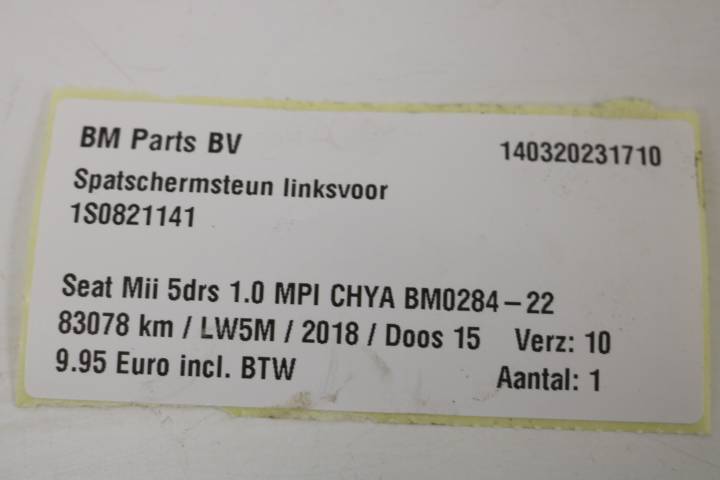 BM Parts BV 140320231710
Spatschermsteun linksvoor
1S0821141
Seat Mii 5drs 1.0 MPI CHYA BM0284-22
83078 km / LW5M / 2018 / Doos 15 Verz: 10
9.95 Euro incl. BTW Aantal: 1